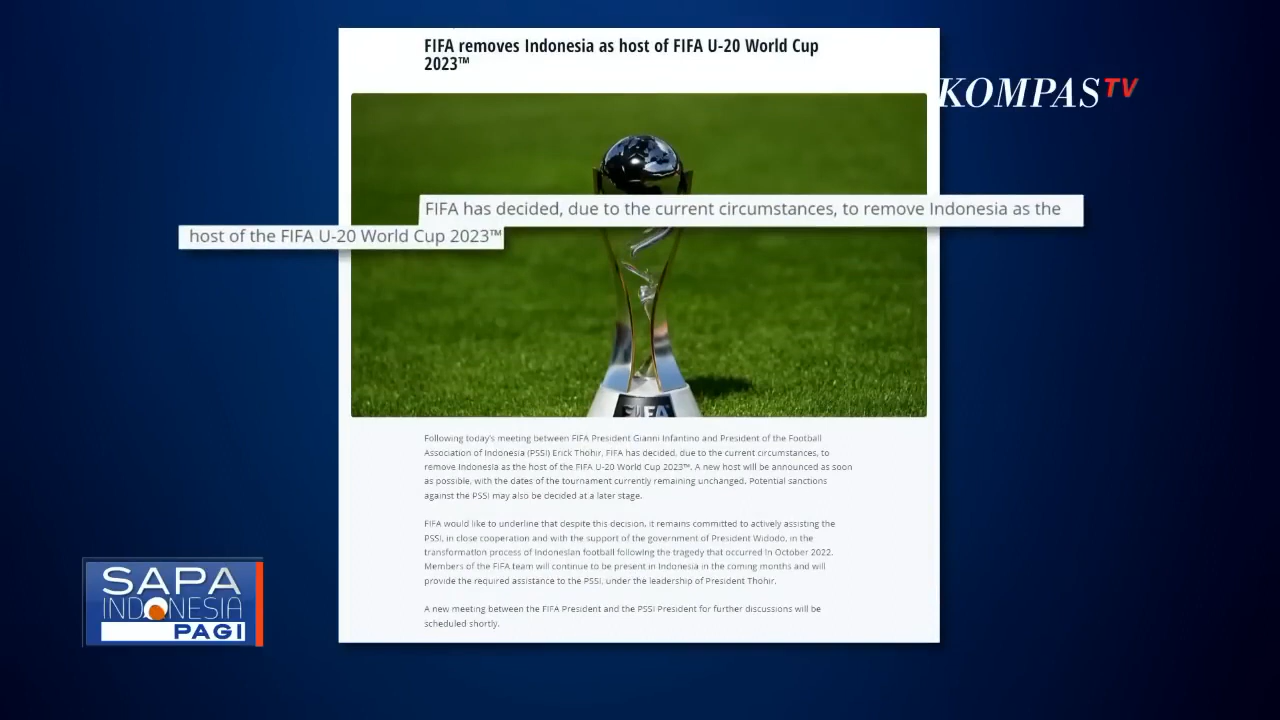 FIFA removes Indonesia as host of FIFA U-20 World Cup
2023™
KOMPAS TV
FIFA has decided, due to the current circumstances, to remove Indonesia as the
host of the FIFA U-20 World Cup 2023™
FIFA
Following today's meeting between FIFA President Gianni Infantino and President of the Football
Association of Indonesia (PSSI) Erick Thohir, FIFA has decided, due to the current circumstances, to
remove Indonesia as the host of the FIFA U-20 World Cup 2023™. A new host will be announced as soon
as possible, with the dates of the tournament currently remaining unchanged. Potential sanctions
against the PSSI may also be decided at a later stage.
FIFA would like to underline that despite this decision, it remains committed to actively assisting the
PSSI, in close cooperation and with the support of the government of President Widodo, in the
transformation process of Indonesian football following the tragedy that occurred in October 2022.
Members of the FIFA team will continue to be present in Indonesia in the coming months and will
provide the required assistance to the PSSI, under the leadership of President Thohir.
A new meeting between the FIFA President and the PSSI President for further discussions will be
scheduled shortly.
SAPA
INDONESIA
PAGI